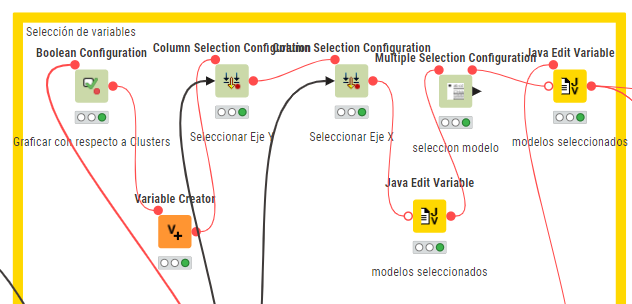 Selección de variables
Boolean Configuration
Column Selection Configuration
Column Selection Configuration
Multiple Selection Configuration
Java Edit Variable
Graficar con respecto a Clusters
Seleccionar Eje Y
Seleccionar Eje X
seleccion modelo
modelos seleccionados
Variable Creator
Java Edit Variable
modelos seleccionados